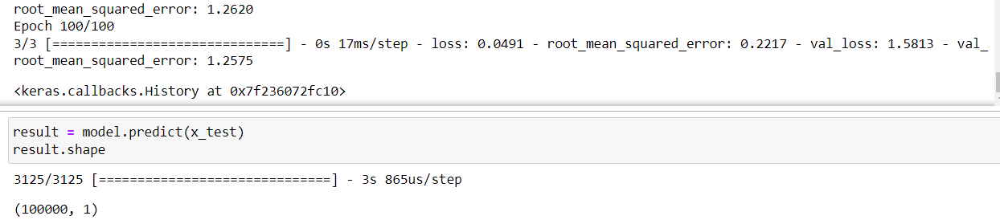 root_mean_squared_error: 1.2620
Epoch 100/100
3/3 [==============================] - 0s 17ms/step - loss: 0.0491 - root_mean_squared_error: 0.2217 - val_loss: 1.5813 - val_
root_mean_squared_error: 1.2575
<keras.callbacks.History at 0x7f236072fc10>
result = model.predict(x_test)
result.shape
3125/3125 [==============================] - 3s 865us/step
(100000, 1)